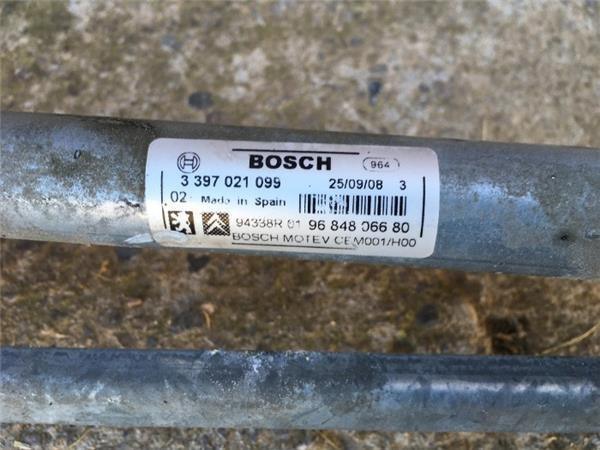 BOSCH 964
3 397 021 099 25/09/08 3
02 Made in Spain
94338R 01 96 848 066 80
BOSCH MOTEV CEM001/H00